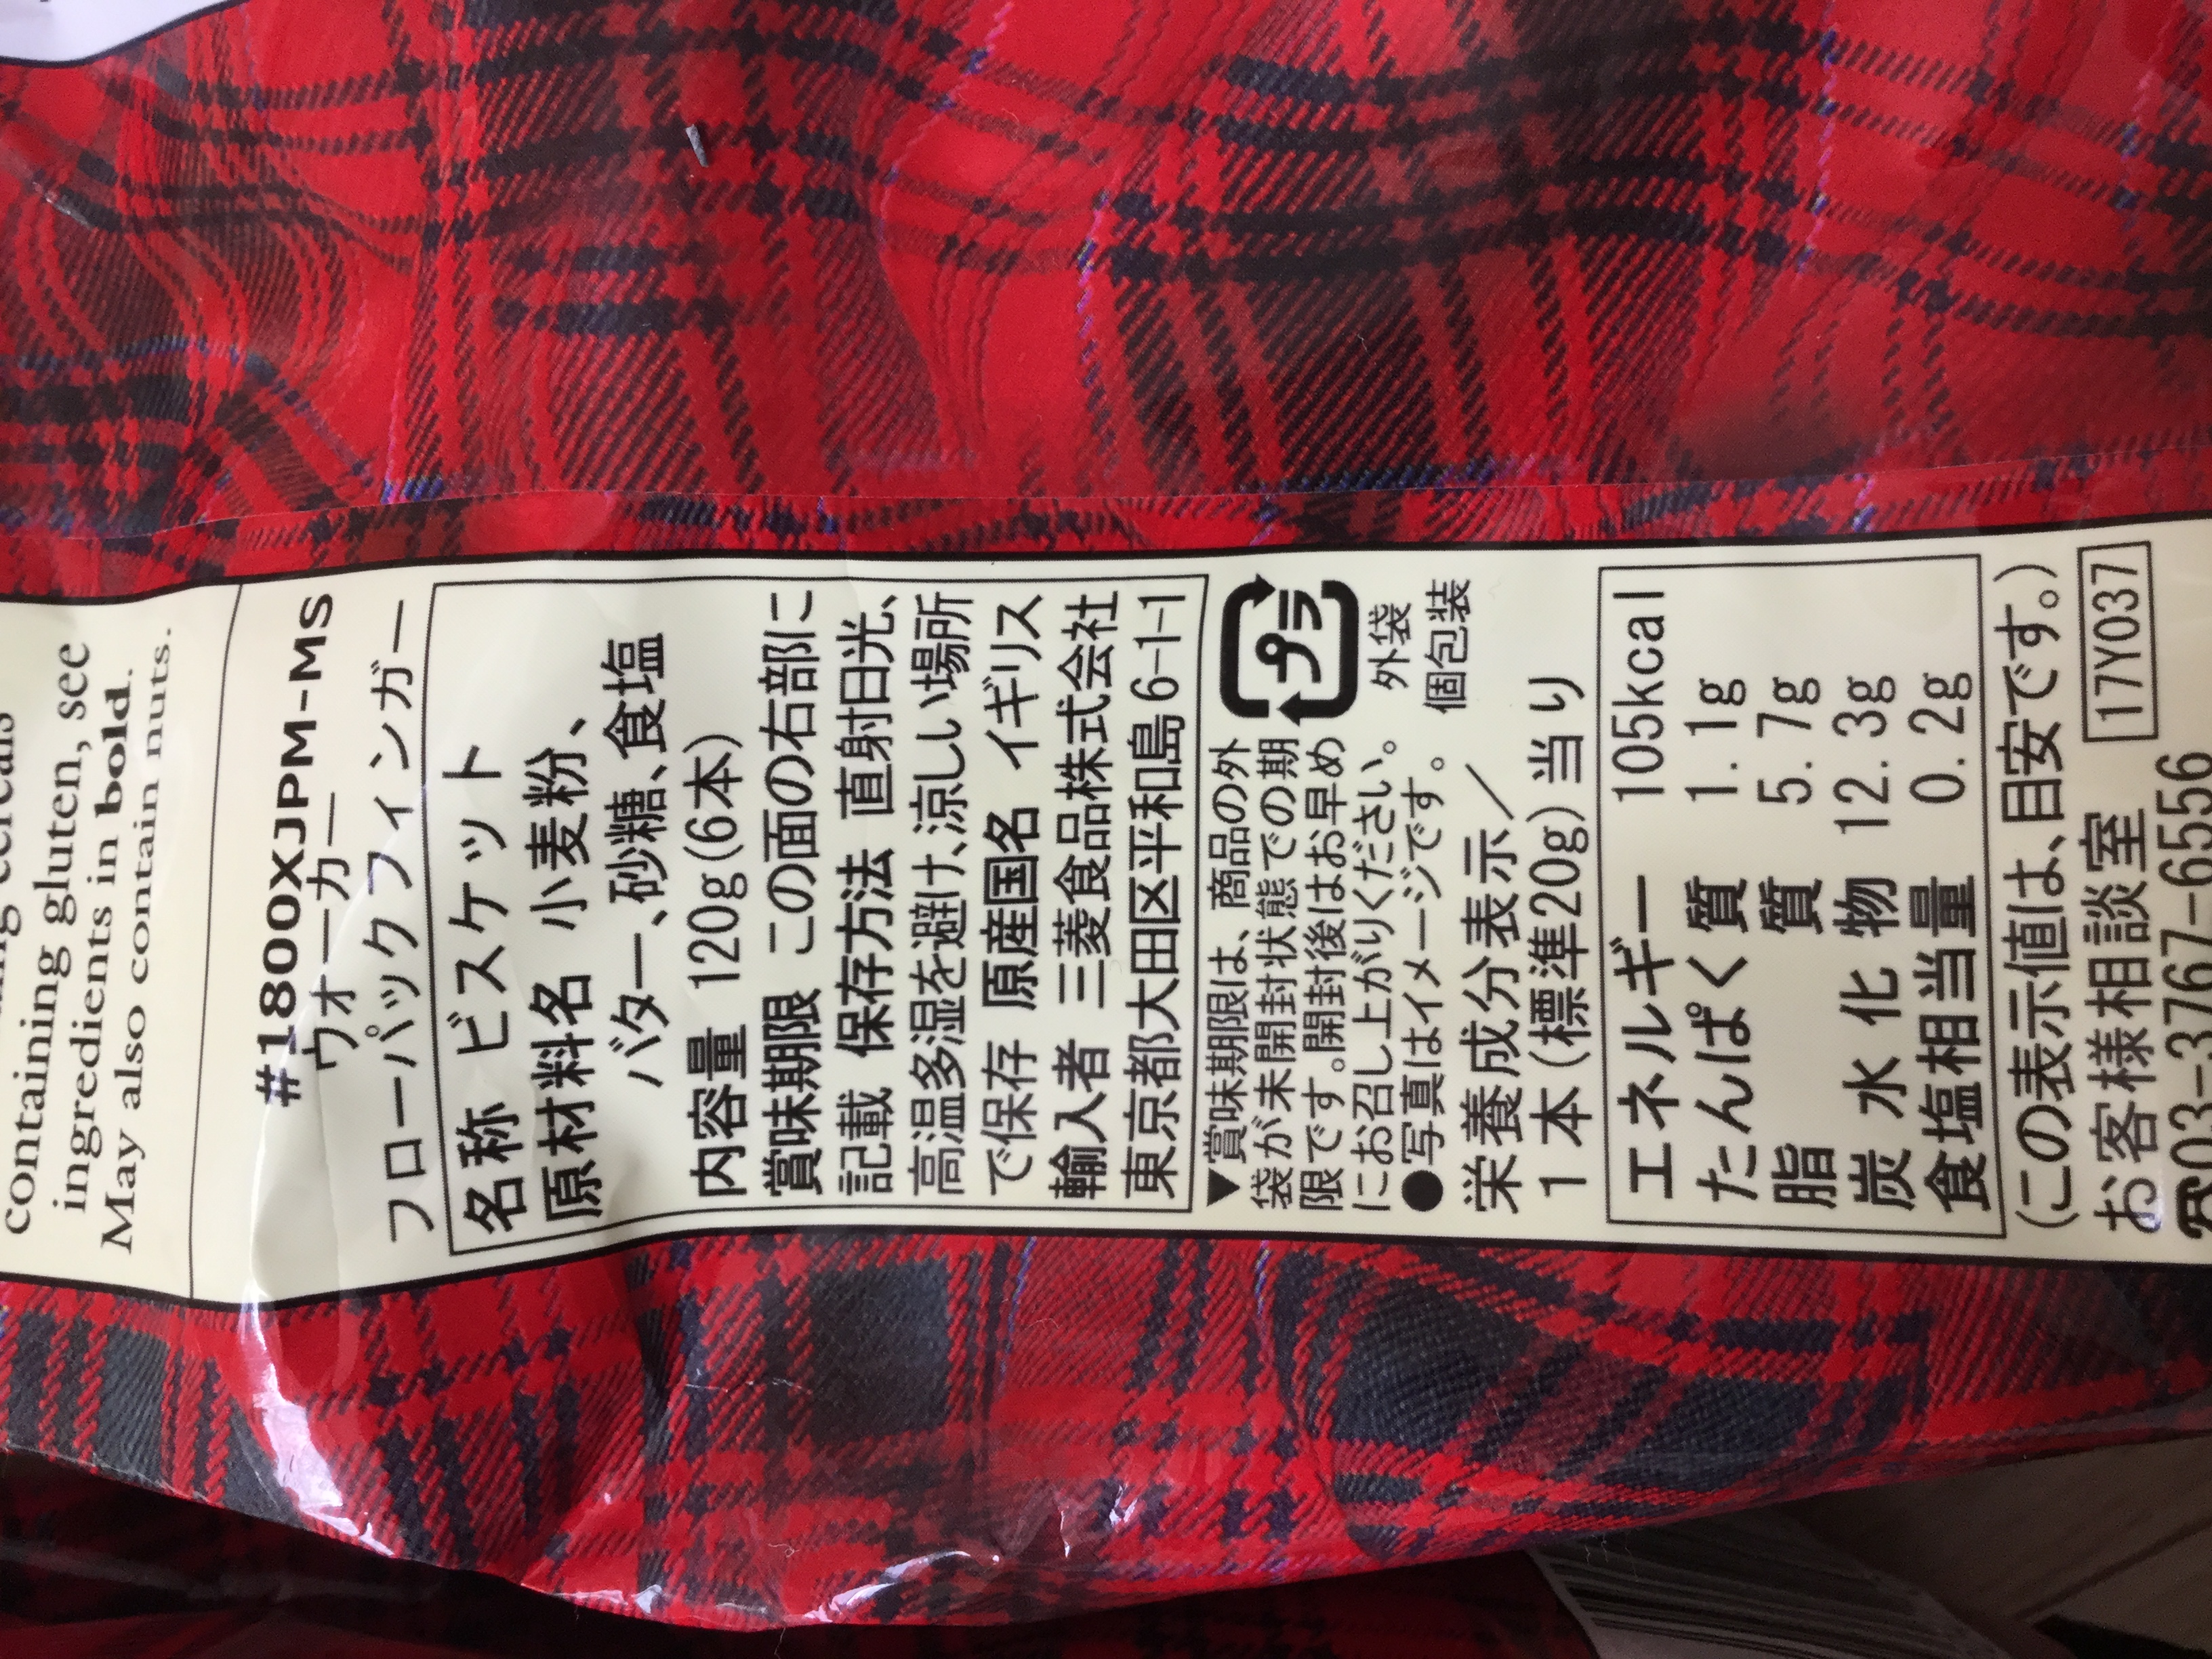 containing gluten, see
ingredients in bold.
May also contain nuts.
#1800XJPM-MS
ウォーカー
フローパックフィンガー
名称 ビスケット
原材料名 小麦粉、
バター、砂糖、食塩
内容量 120g(6本)
賞味期限 この面の右部に
記載 保存方法 直射日光、
高温多湿を避け、涼しい場所
で保存 原産国名 イギリス
輸入者 三菱食品株式会社
東京都大田区平和島6-1-1
▼賞味期限は、商品の外
袋が未開封状態での期
限です。開封後はお早め
にお召し上がりください。
●写真はイメージです。
プラ
外袋
個包装
栄養成分表示/
1本(標準20g)当り
エネルギー 105kcal
たんぱく質 1.1g
脂質 5.7g
炭水化物 12.3g
食塩相当量 0.2g
(この表示値は、目安です。)
お客様相談室 17Y037
☎03-3767-6556